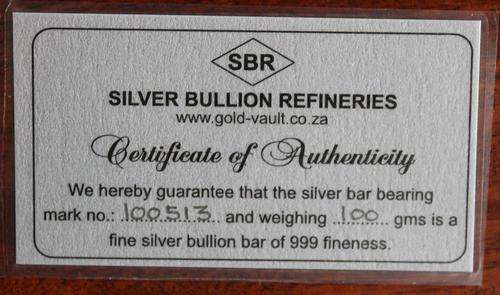 SBR
SILVER BULLION REFINERIES
www.gold-vault.co.za
Certificate of Authenticity
We hereby guarantee that the silver bar bearing
mark no.: 100513 and weighing 100 gms is a
fine silver bullion bar of 999 fineness.